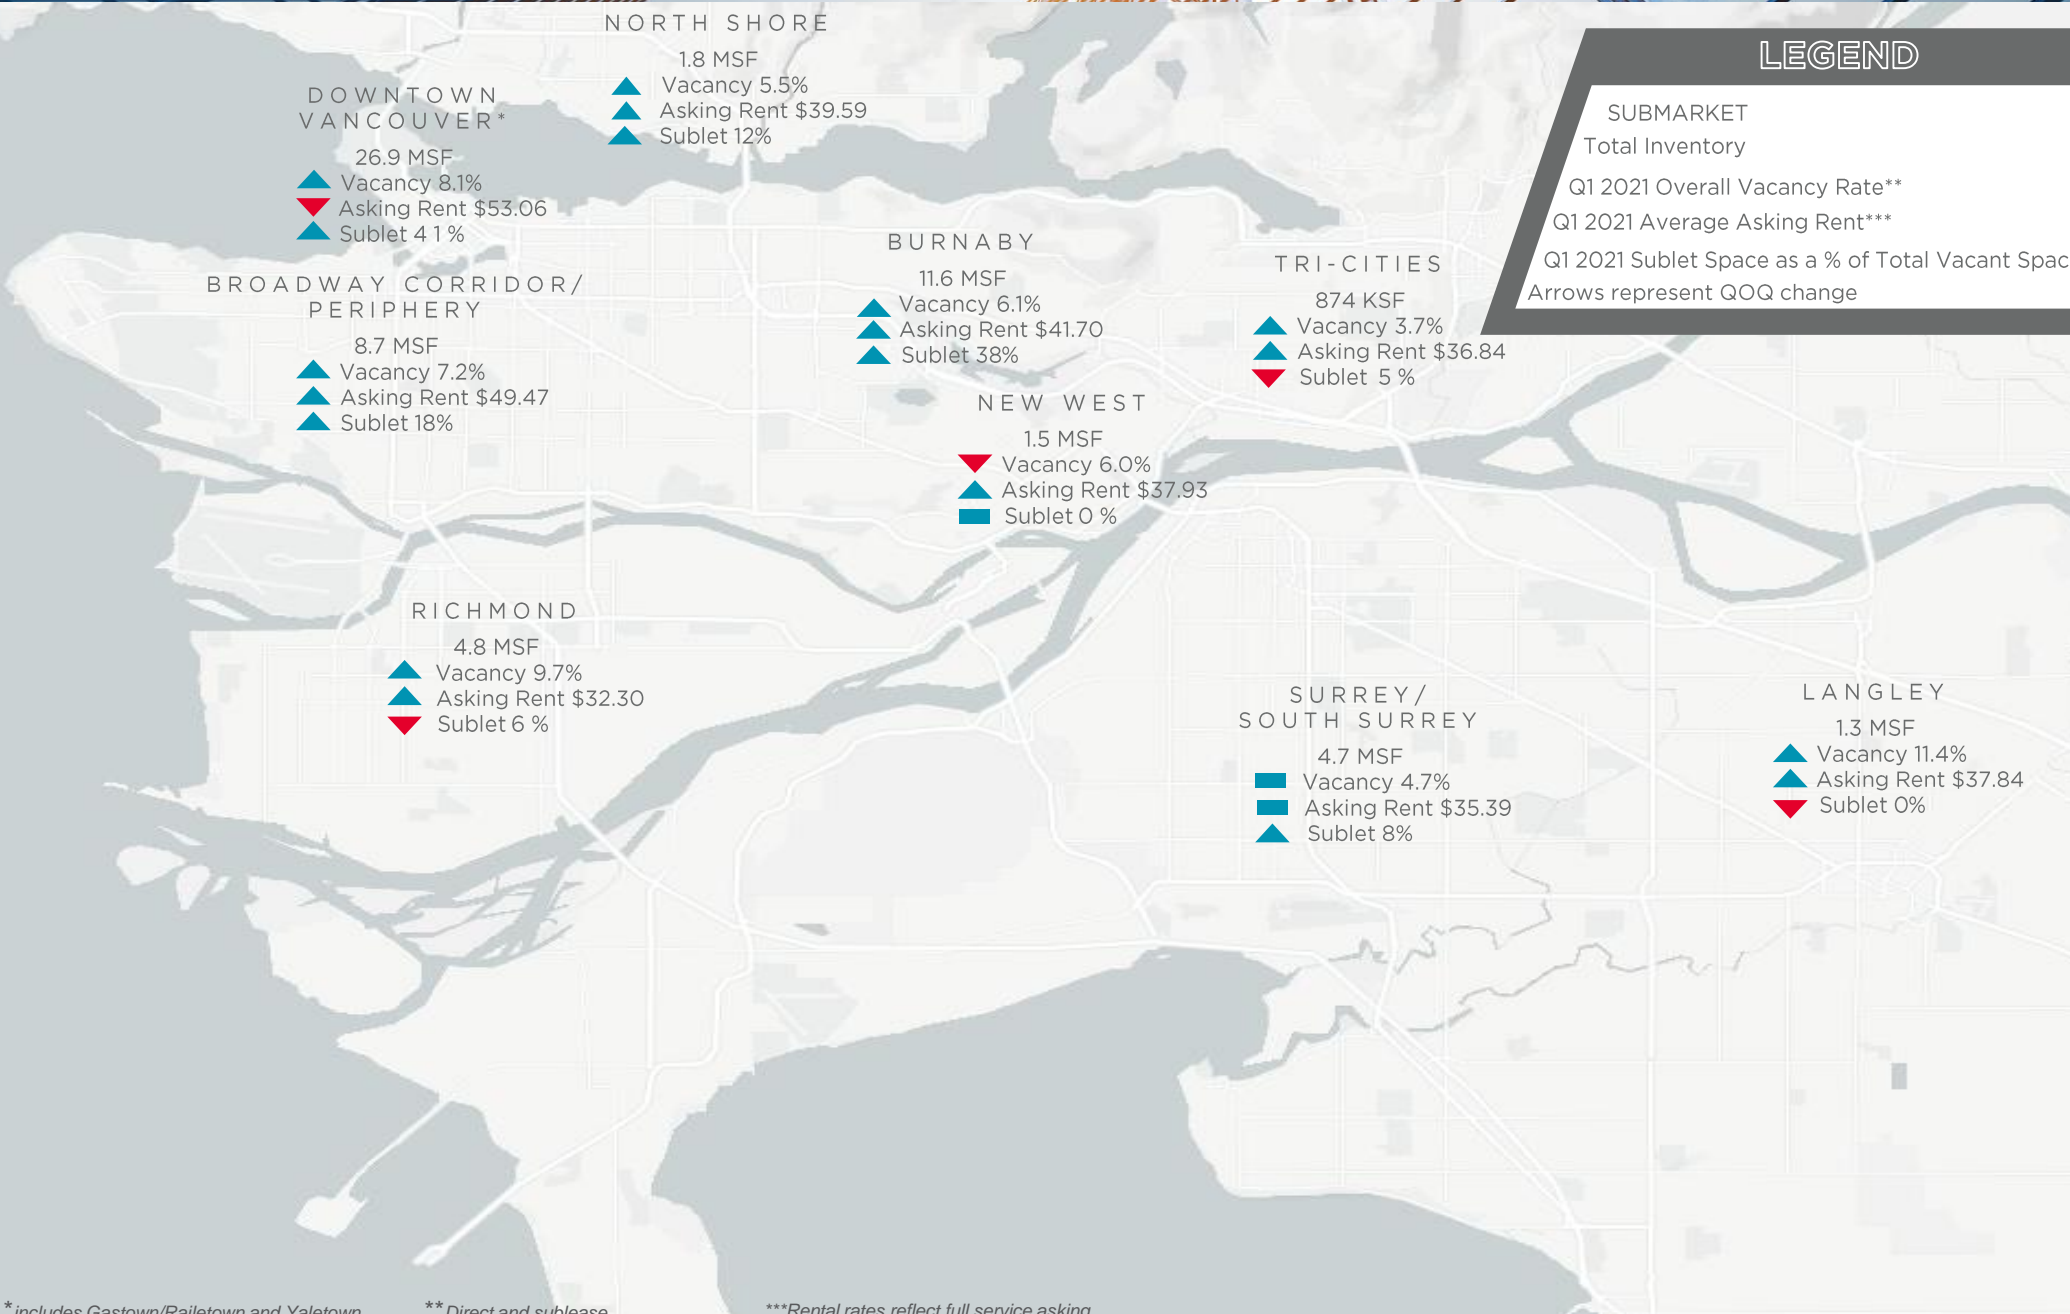 NORTH SHORE
1.8 MSF
Vacancy 5.5%
Asking Rent $39.59
Sublet 12%
DOWNTOWN
VANCOUVER*
26.9 MSF
Vacancy 8.1%
Asking Rent $53.06
Sublet 4 1 %
BROADWAY CORRIDOR/
PERIPHERY
8.7 MSF
Vacancy 7.2%
Asking Rent $49.47
Sublet 18%
BURNABY
11.6 MSF
Vacancy 6.1%
Asking Rent $41.70
Sublet 38%
TRI-CITIES
874 KSF
Vacancy 3.7%
Asking Rent $36.84
Sublet 5 %
NEW WEST
1.5 MSF
Vacancy 6.0%
Asking Rent $37.93
Sublet 0 %
RICHMOND
4.8 MSF
Vacancy 9.7%
Asking Rent $32.30
Sublet 6 %
SURREY/
SOUTH SURREY
4.7 MSF
Vacancy 4.7%
Asking Rent $35.39
Sublet 8%
LANGLEY
1.3 MSF
Vacancy 11.4%
Asking Rent $37.84
Sublet 0%
LEGEND
SUBMARKET
Total Inventory
Q1 2021 Overall Vacancy Rate**
Q1 2021 Average Asking Rent***
Q1 2021 Sublet Space as a % of Total Vacant Spac
Arrows represent QOQ change
*includes Gastown/Railetown and Yaletown
**Direct and sublease
***Rental rates reflect full service asking